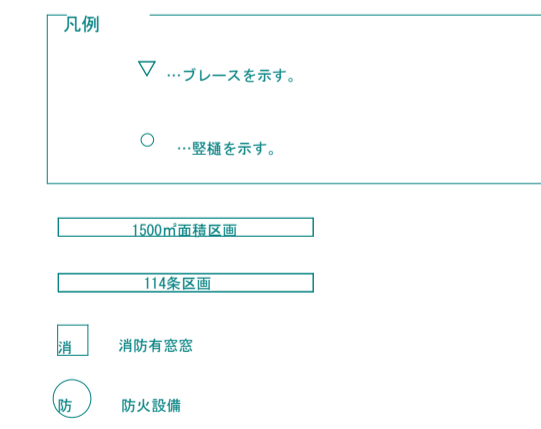 凡例
…ブレースを示す。
…竪樋を示す。
1500㎡面積区画
114条区画
消 消防有窓窓
防 防火設備